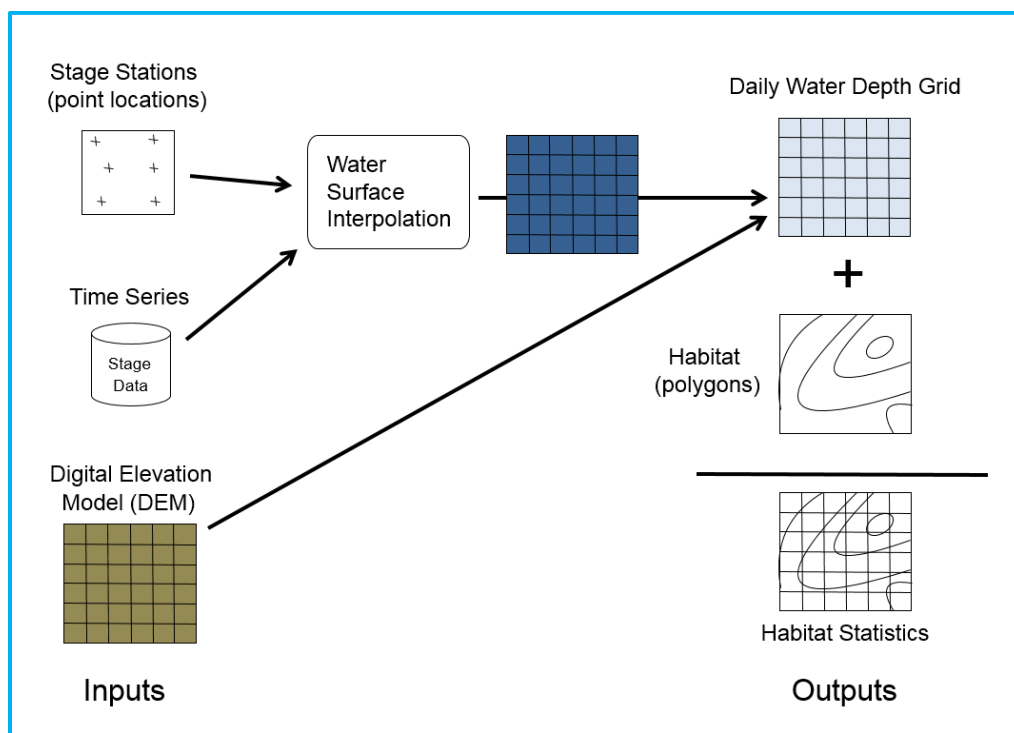 Stage Stations
(point locations)
Daily Water Depth Grid
Water
Surface
Interpolation
Time Series
Stage
Data
Habitat
(polygons)
Digital Elevation
Model (DEM)
Habitat Statistics
Inputs
Outputs